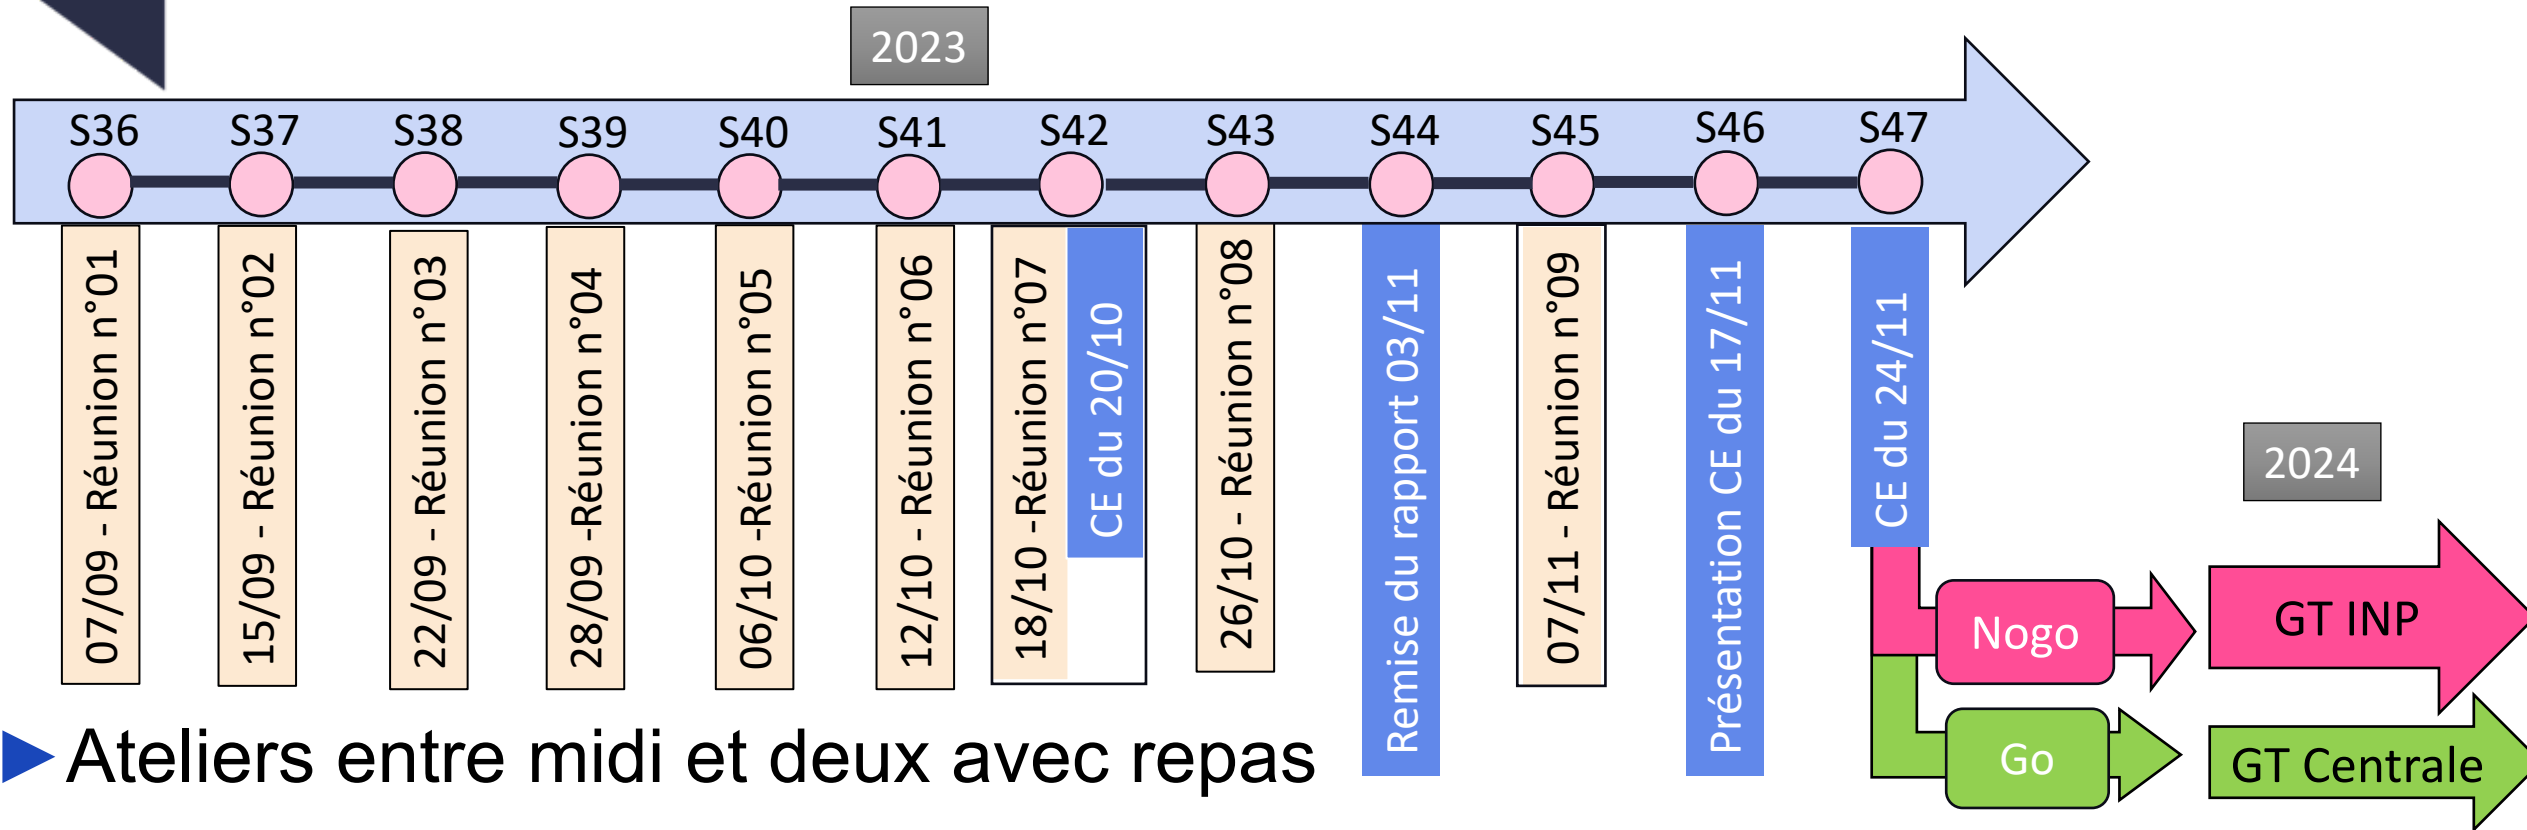 2023
S36
S37
S38
S39
S40
S41
S42
S43
S44
S45
S46
S47
07/09 - Réunion n°01
15/09 - Réunion n°02
22/09 - Réunion n°03
28/09 -Réunion n°04
06/10 -Réunion n°05
12/10 - Réunion n°06
18/10 -Réunion n°07
CE du 20/10
26/10 - Réunion n°08
Remise du rapport 03/11
07/11 - Réunion n°09
Présentation CE du 17/11
CE du 24/11
2024
Nogo
GT INP
Go
GT Centrale
Ateliers entre midi et deux avec repas